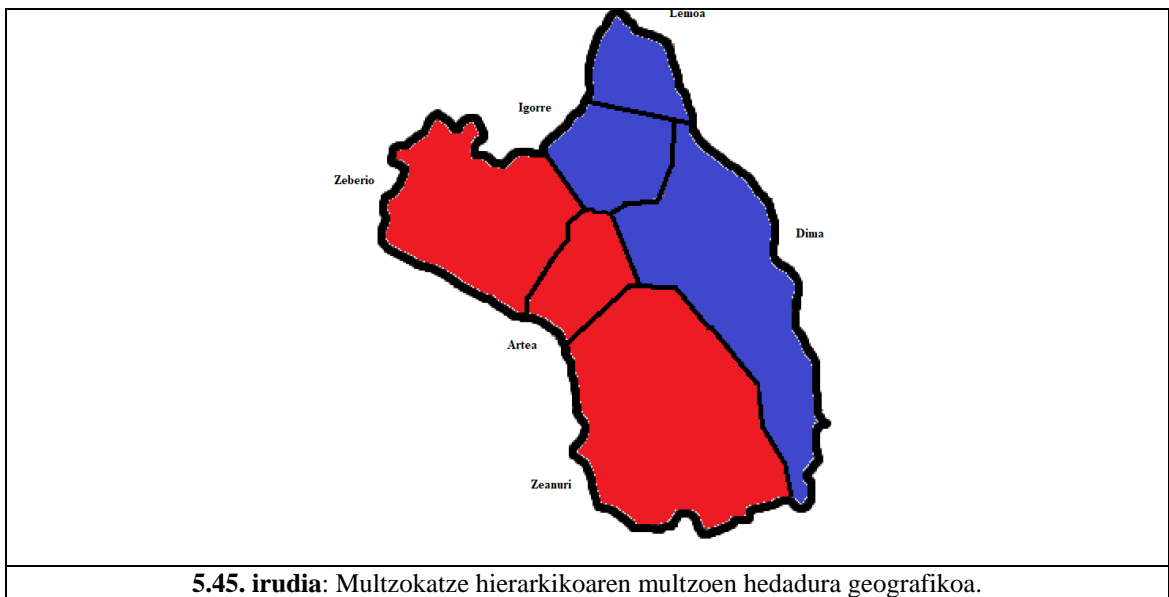 Lemoa
Igorre
Zeberio
Dima
Artea
Zeanuri
5.45. irudia: Multzokatze hierarkikoaren multzoen hedadura geografikoa.